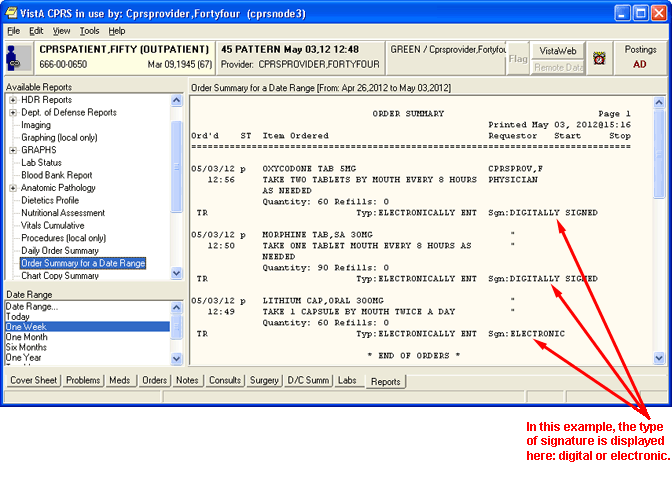 VistA CPRS in use by: Cprsprovider,Fortyfour (cprsnode3)
File Edit View Tools Help
CPRSPATIENT,FIFTY (OUTPATIENT)
666-00-0650 Mar 09,1945 (67)
45 PATTERN May 03,12 12:48
Provider: CPRSPROVIDER,FORTYFOUR
GREEN / Cprsprovider,Fortyfou
Flag
VistaWeb
Remote Data
Postings
AD
Available Reports
HDR Reports
Dept. of Defense Reports
Imaging
Graphing (local only)
GRAPHS
Lab Status
Blood Bank Report
Anatomic Pathology
Dietetics Profile
Nutritional Assessment
Vitals Cumulative
Procedures (local only)
Daily Order Summary
Order Summary for a Date Range
Chart Copy Summary
Date Range
Date Range...
Today
One Week
One Month
Six Months
One Year
Order Summary for a Date Range [From: Apr 26,2012 to May 03,2012]
ORDER SUMMARY Page 1
Printed May 03, 2012@15:16
Ord'd ST Item Ordered Requestor Start Stop
05/03/12 p OXYCODONE TAB 5MG CPRSPROV,F
12:56 TAKE TWO TABLETS BY MOUTH EVERY 8 HOURS PHYSICIAN
AS NEEDED
Quantity: 60 Refills: 0
TR Typ:ELECTRONICALLY ENT Sgn:DIGITALLY SIGNED
05/03/12 p MORPHINE TAB,SA 30MG "
12:50 TAKE ONE TABLET MOUTH EVERY 8 HOURS AS "
NEEDED
Quantity: 90 Refills: 0
TR Typ:ELECTRONICALLY ENT Sgn:DIGITALLY SIGNED
05/03/12 p LITHIUM CAP,ORAL 300MG "
12:49 TAKE 1 CAPSULE BY MOUTH TWICE A DAY "
Quantity: 60 Refills: 0
TR Typ:ELECTRONICALLY ENT Sgn:ELECTRONIC
* END OF ORDERS *
Cover Sheet Problems Meds Orders Notes Consults Surgery D/C Summ Labs Reports
In this example, the type
of signature is displayed
here: digital or electronic.